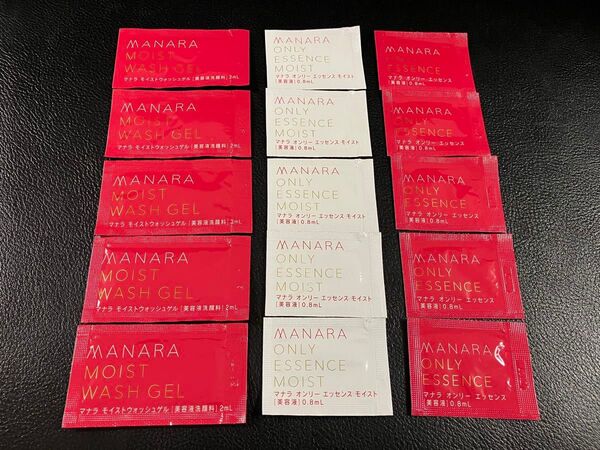 MANARA
MOIST
WASH GEL
マナラ モイストウォッシュゲル [美容液洗顔料] 2mL
MANARA
MOIST
WASH GEL
マナラ モイストウォッシュゲル [美容液洗顔料] 2mL
MANARA
MOIST
WASH GEL
マナラ モイストウォッシュゲル [美容液洗顔料] 2mL
MANARA
MOIST
WASH GEL
マナラ モイストウォッシュゲル [美容液洗顔料] 2mL
MANARA
MOIST
WASH GEL
マナラ モイストウォッシュゲル [美容液洗顔料] 2mL
MANARA
ONLY
ESSENCE
MOIST
マナラ オンリー エッセンス モイスト
[美容液] 0.8mL
MANARA
ONLY
ESSENCE
MOIST
マナラ オンリー エッセンス モイスト
[美容液] 0.8mL
MANARA
ONLY
ESSENCE
MOIST
マナラ オンリー エッセンス モイスト
[美容液] 0.8mL
MANARA
ONLY
ESSENCE
MOIST
マナラ オンリー エッセンス モイスト
[美容液] 0.8mL
MANARA
ONLY
ESSENCE
MOIST
マナラ オンリー エッセンス モイスト
[美容液] 0.8mL
MANARA
ESSENCE
マナラ オンリー エッセンス
[美容液] 0.8mL
MANARA
ONLY
ESSENCE
マナラ オンリー エッセンス
[美容液] 0.8mL
MANARA
ONLY
ESSENCE
マナラ オンリー エッセンス
[美容液] 0.8mL
MANARA
ONLY
ESSENCE
マナラ オンリー エッセンス
[美容液] 0.8mL
MANARA
ONLY
ESSENCE
マナラ オンリー エッセンス
[美容液] 0.8mL